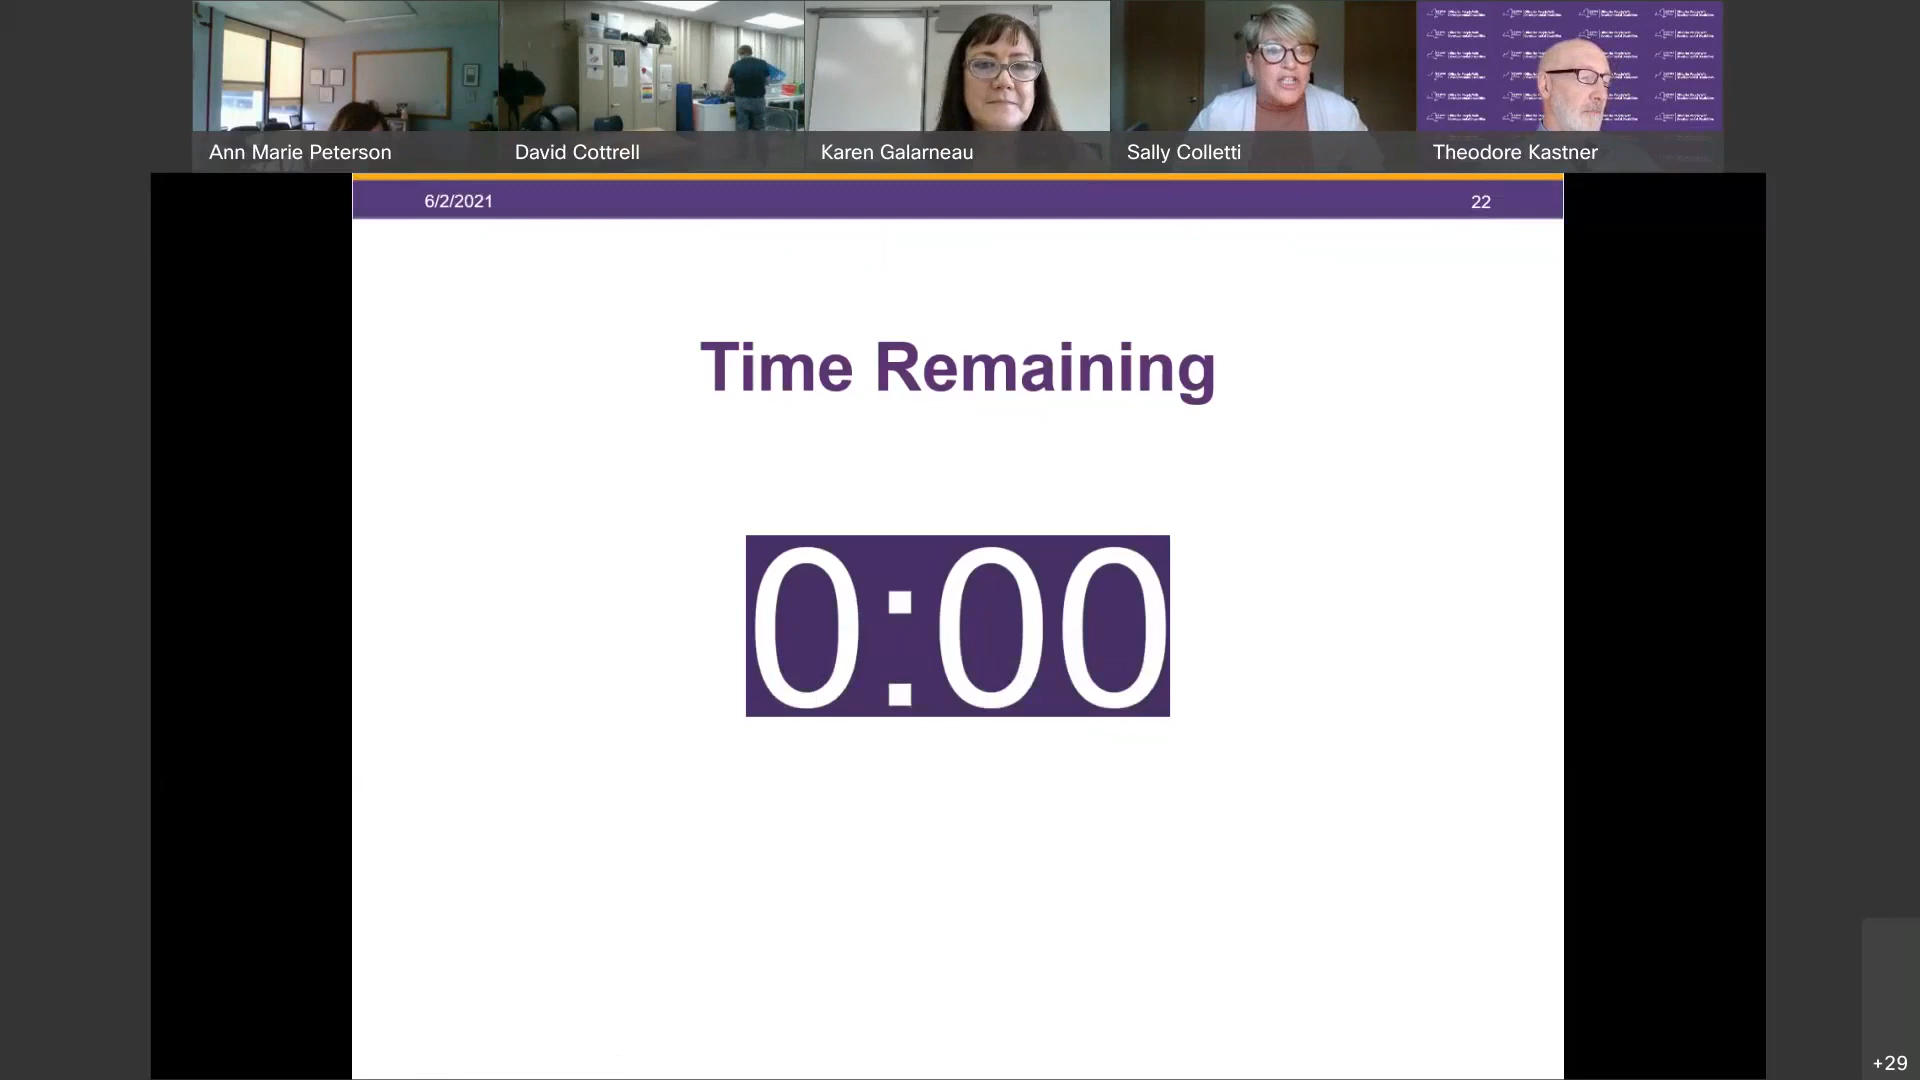 Ann Marie Peterson
David Cottrell
Karen Galarneau
Sally Colletti
Theodore Kastner
6/2/2021
22
Time Remaining
0:00
+29